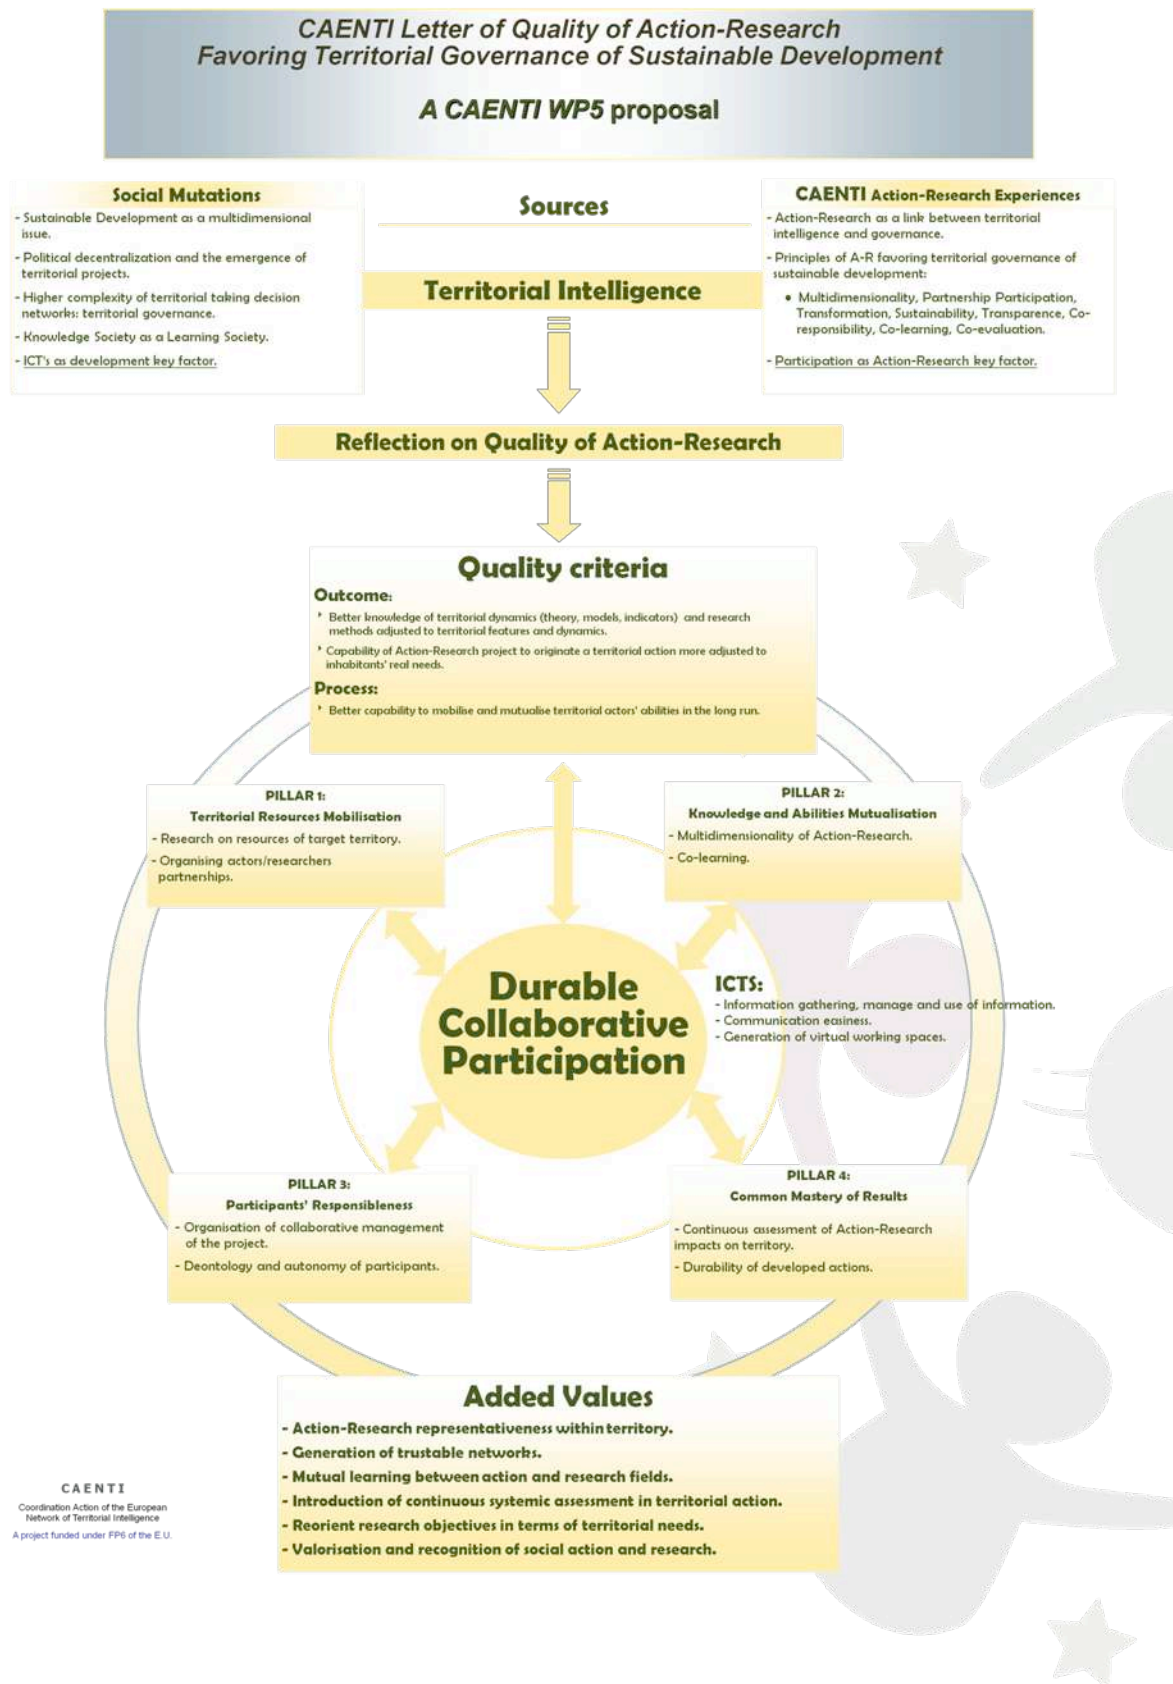 CAENTI Letter of Quality of Action-Research
Favoring Territorial Governance of Sustainable Development
A CAENTI WP5 proposal
Social Mutations
- Sustainable Development as a multidimensional
issue.
- Political decentralization and the emergence of
territorial projects.
- Higher complexity of territorial taking decision
networks: territorial governance.
- Knowledge Society as a Learning Society.
- ICT's as development key factor.
Sources
Territorial Intelligence
CAENTI Action-Research Experiences
- Action-Research as a link between territorial
intelligence and governance.
- Principles of A-R favoring territorial governance of
sustainable development:
• Multidimensionality, Partnership Participation,
Transformation, Sustainability, Transparence, Co-
responsibility, Co-learning, Co-evaluation.
- Participation as Action-Research key factor.
Reflection on Quality of Action-Research
Quality criteria
Outcome:
Better knowledge of territorial dynamics (theory, models, indicators) and research
methods adjusted to territorial features and dynamics.
Capability of Action-Research project to originate a territorial action more adjusted to
inhabitants' real needs.
Process:
Better capability to mobilise and mutualise territorial actors' abilities in the long run.
PILLAR 1:
Territorial Resources Mobilisation
- Research on resources of target territory.
- Organising actors/researchers
partnerships.
PILLAR 2:
Knowledge and Abilities Mutualisation
- Multidimensionality of Action-Research.
- Co-learning.
Durable
Collaborative
Participation
ICTS:
- Information gathering, manage and use of information.
- Communication easiness.
- Generation of virtual working spaces.
PILLAR 3:
Participants' Responsibleness
- Organisation of collaborative management
of the project.
- Deontology and autonomy of participants.
PILLAR 4:
Common Mastery of Results
- Continuous assessment of Action-Research
impacts on territory.
- Durability of developed actions.
Added Values
- Action-Research representativeness within territory.
- Generation of trustable networks.
- Mutual learning between action and research fields.
- Introduction of continuous systemic assessment in territorial action.
- Reorient research objectives in terms of territorial needs.
- Valorisation and recognition of social action and research.
CAENTI
Coordination Action of the European
Network of Territorial Intelligence
A project funded under FP6 of the E.U.